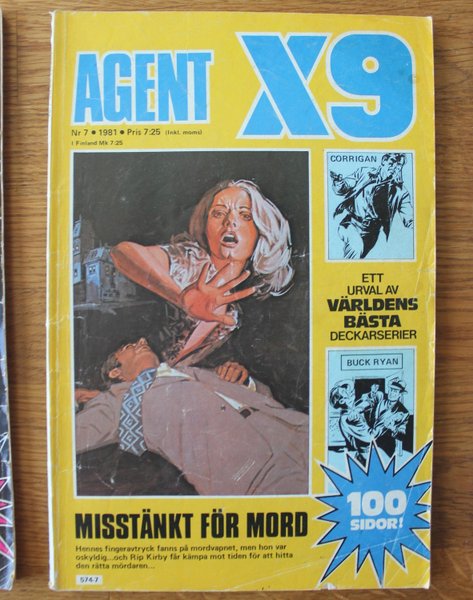 AGENT X9
Nr 7 • 1981 • Pris 7:25 (Inkl. moms)
I Finland Mk 7:25
CORRIGAN
ETT
URVAL AV
VÄRLDENS
BÄSTA
DECKARSERIER
BUCK RYAN
100
SIDOR!
MISSTÄNKT FÖR MORD
Hennes fingeravtryck fanns på mordvapnet, men hon var
oskyldig...och Rip Kirby får kämpa mot tiden för att hitta
den rätta mördaren...
574-7